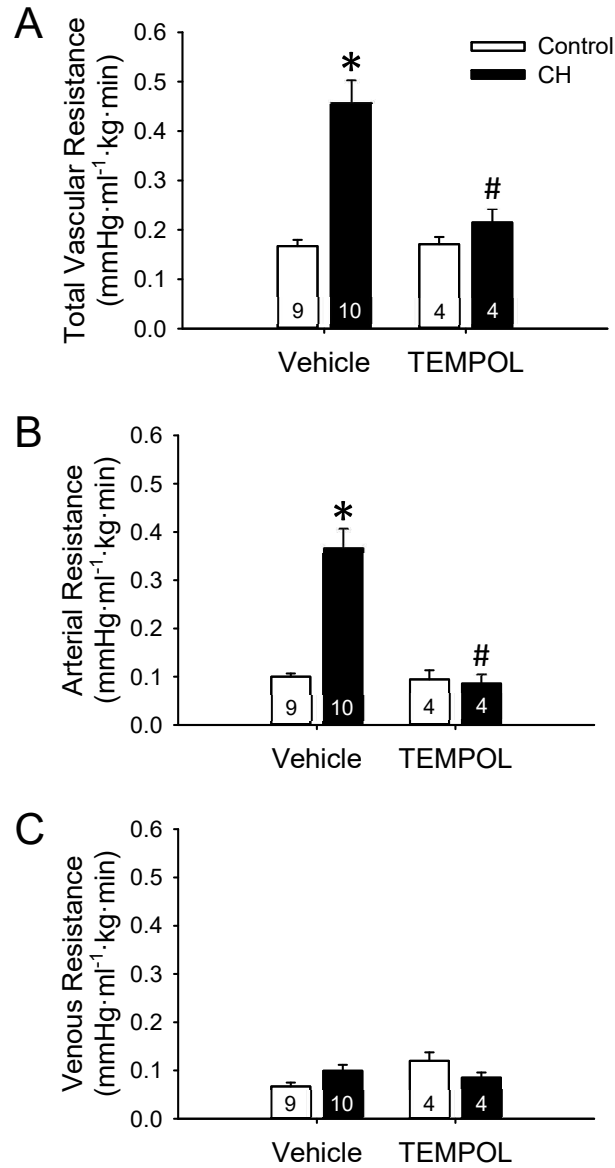 A
Total Vascular Resistance
(mmHg·ml⁻¹·kg·min)
0.6
0.5
0.4
0.3
0.2
0.1
0.0
Control
CH
*
#
9
10
4
4
Vehicle
TEMPOL
B
Arterial Resistance
(mmHg·ml⁻¹·kg·min)
0.6
0.5
0.4
0.3
0.2
0.1
0.0
*
#
9
10
4
4
Vehicle
TEMPOL
C
Venous Resistance
(mmHg·ml⁻¹·kg·min)
0.6
0.5
0.4
0.3
0.2
0.1
0.0
9
10
4
4
Vehicle
TEMPOL